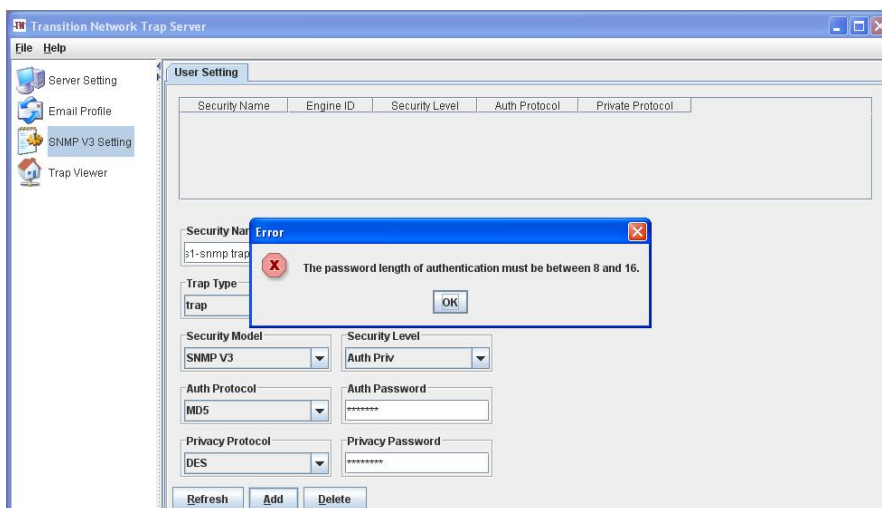 TN Transition Network Trap Server
File Help
Server Setting
Email Profile
SNMP V3 Setting
Trap Viewer
User Setting
Security Name Engine ID Security Level Auth Protocol Private Protocol
Security Nar
s1-snmp trap
Trap Type
trap
Error
The password length of authentication must be between 8 and 16.
OK
Security Model Security Level
SNMP V3 Auth Priv
Auth Protocol Auth Password
MD5 *******
Privacy Protocol Privacy Password
DES ********
Refresh Add Delete